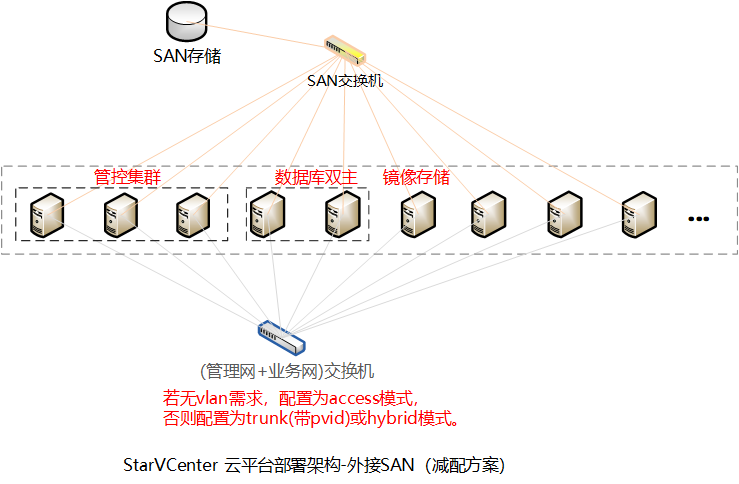 SAN存储
SAN交换机
管控集群
数据库双主
镜像存储
...
(管理网+业务网)交换机
若无vlan需求，配置为access模式，
否则配置为trunk(带pvid)或hybrid模式。
StarVCenter 云平台部署架构-外接SAN（减配方案）